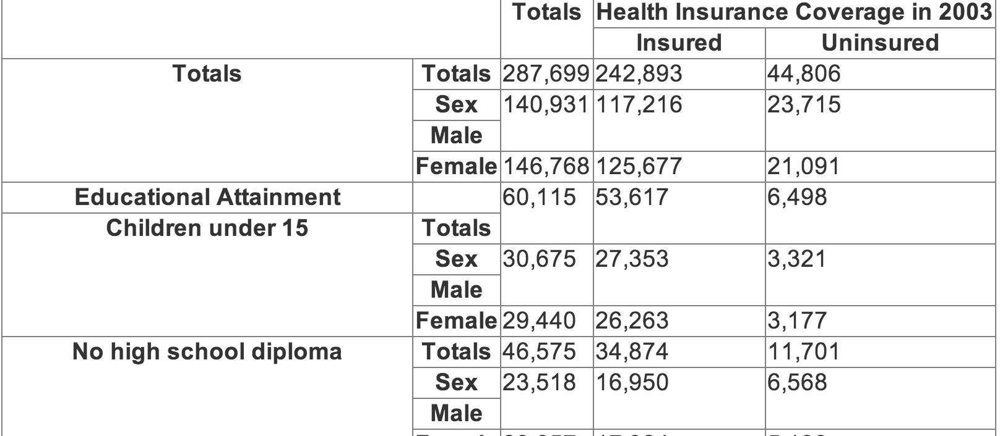 Totals Health Insurance Coverage in 2003
Insured Uninsured
Totals Totals 287,699 242,893 44,806
Sex 140,931 117,216 23,715
Male
Female 146,768 125,677 21,091
Educational Attainment 60,115 53,617 6,498
Children under 15 Totals
Sex 30,675 27,353 3,321
Male
Female 29,440 26,263 3,177
No high school diploma Totals 46,575 34,874 11,701
Sex 23,518 16,950 6,568
Male